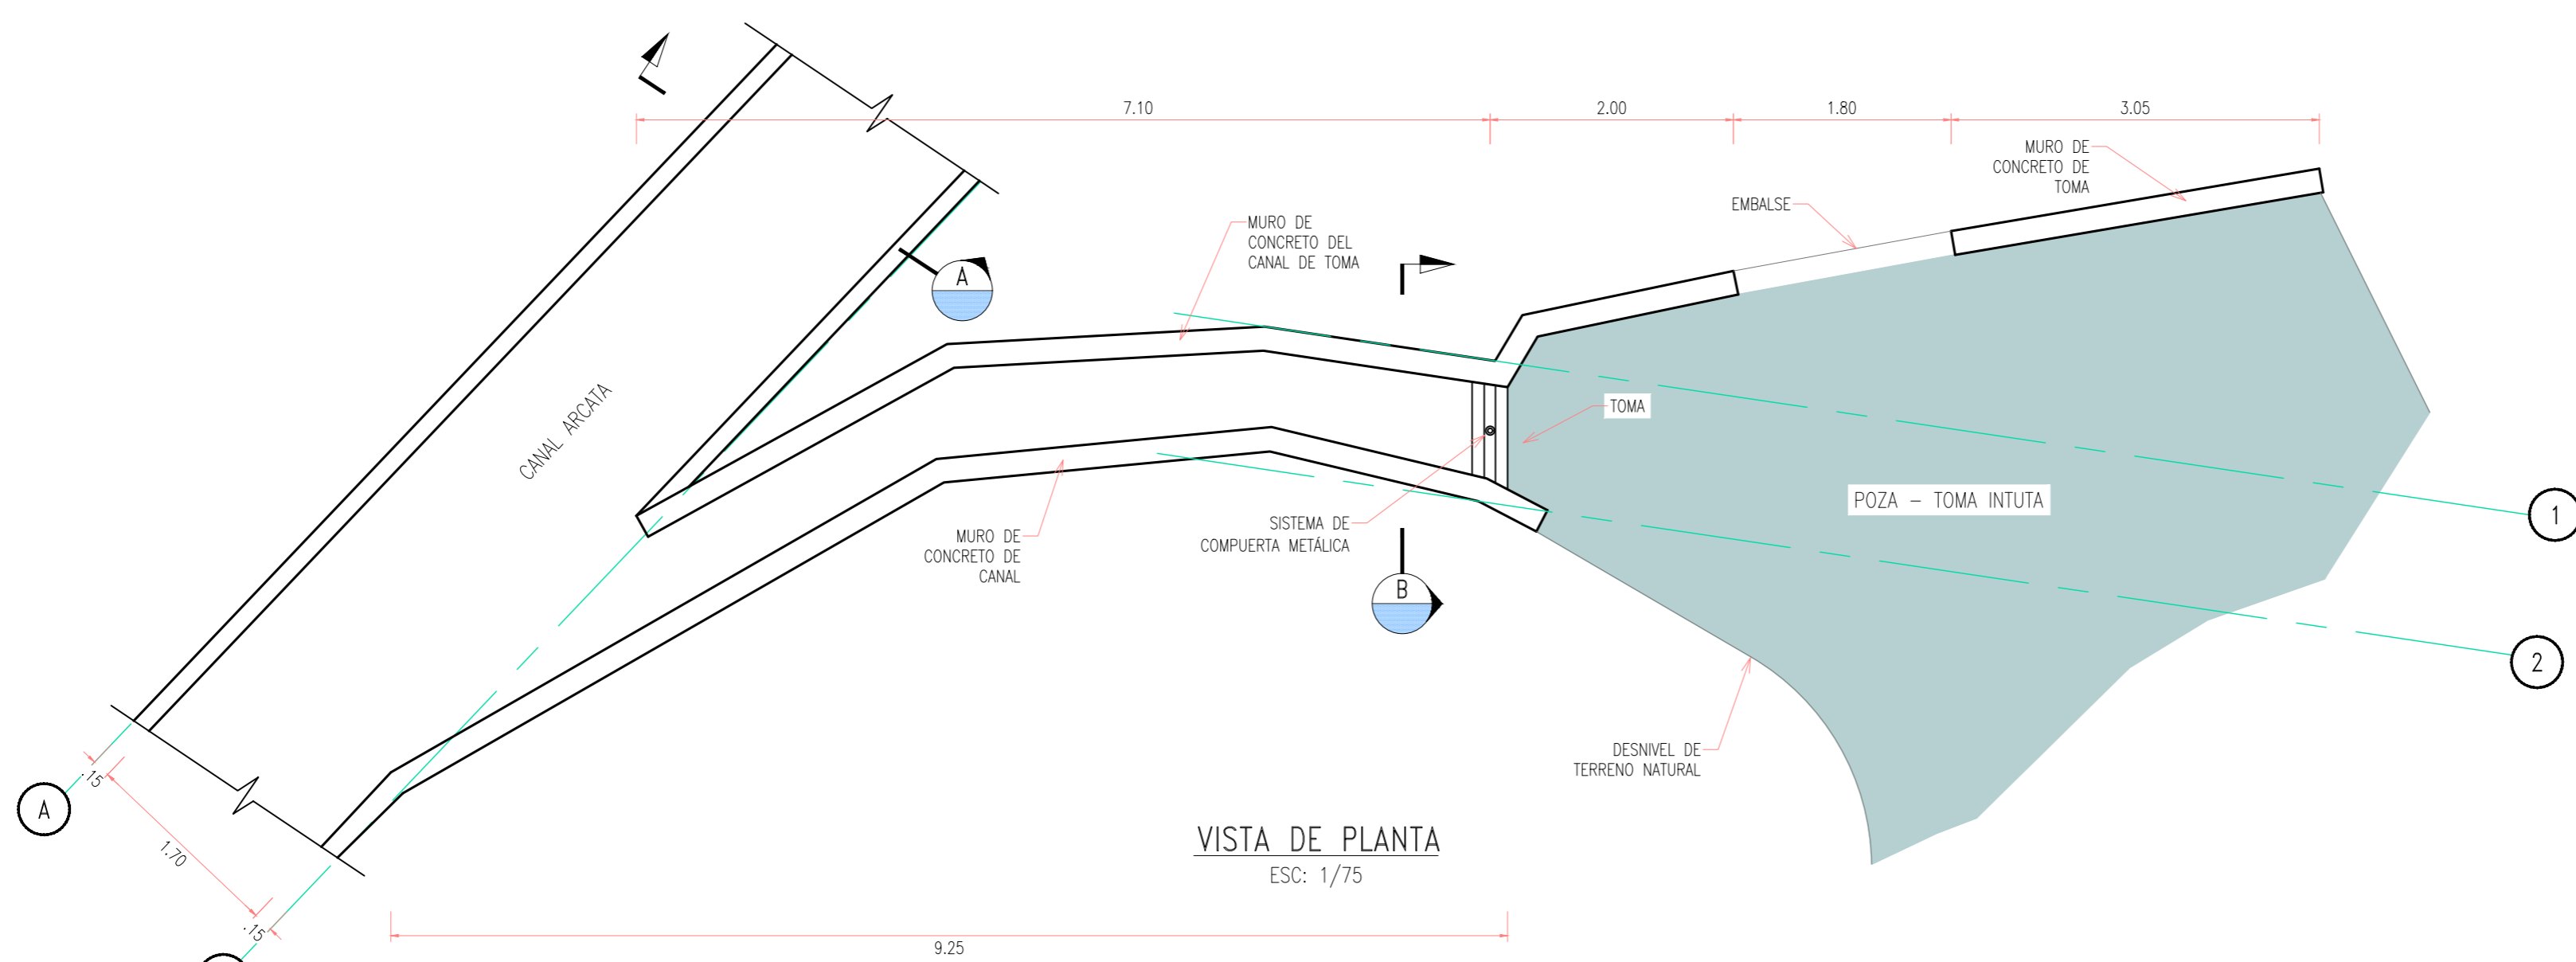 7.10
2.00
1.80
3.05
MURO DE
CONCRETO DE
TOMA
EMBALSE
MURO DE
CONCRETO DEL
CANAL DE TOMA
A
CANAL ARCATA
TOMA
POZA - TOMA INTUTA
1
SISTEMA DE
COMPUERTA METÁLICA
MURO DE
CONCRETO DE
CANAL
B
2
DESNIVEL DE
TERRENO NATURAL
A
.15
1.70
.15
VISTA DE PLANTA
ESC: 1/75
9.25